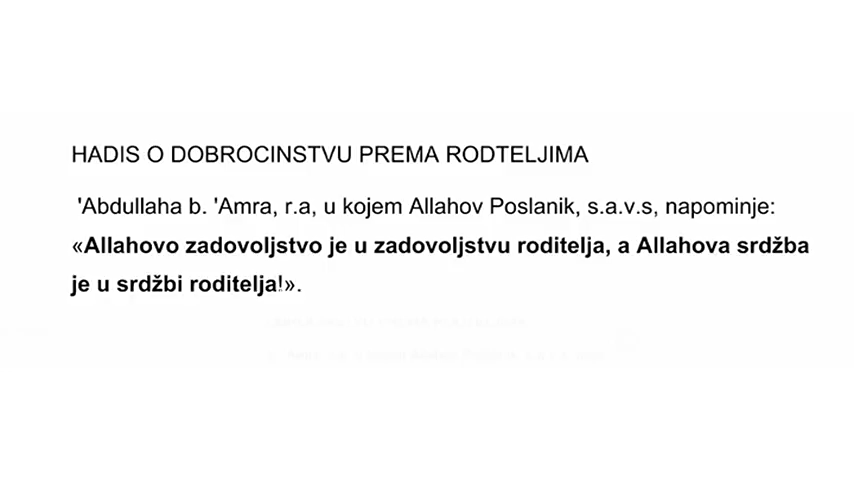 HADIS O DOBROCINSTVU PREMA RODTELJIMA
'Abdullaha b. 'Amra, r.a, u kojem Allahov Poslanik, s.a.v.s, napominje:
«Allahovo zadovoljstvo je u zadovoljstvu roditelja, a Allahova srdžba
je u srdžbi roditelja!».